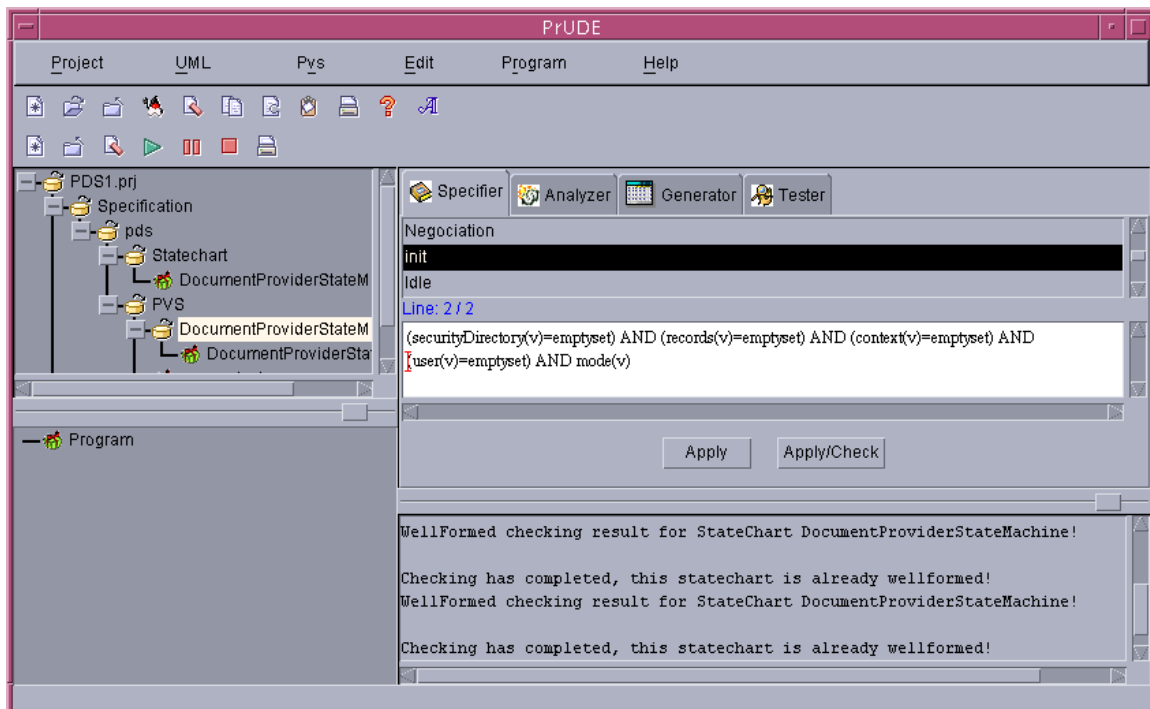 PrUDE
Project UML Pvs Edit Program Help
PDS1.prj
Specification
pds
Statechart
DocumentProviderStateM
PVS
DocumentProviderStateM
DocumentProviderSta
Program
Specifier Analyzer Generator Tester
Negociation
init
Idle
Line: 2 / 2
(securityDirectory(v)=emptyset) AND (records(v)=emptyset) AND (context(v)=emptyset) AND
(user(v)=emptyset) AND mode(v)
Apply Apply/Check
WellFormed checking result for StateChart DocumentProviderStateMachine!
Checking has completed, this statechart is already wellformed!
WellFormed checking result for StateChart DocumentProviderStateMachine!
Checking has completed, this statechart is already wellformed!